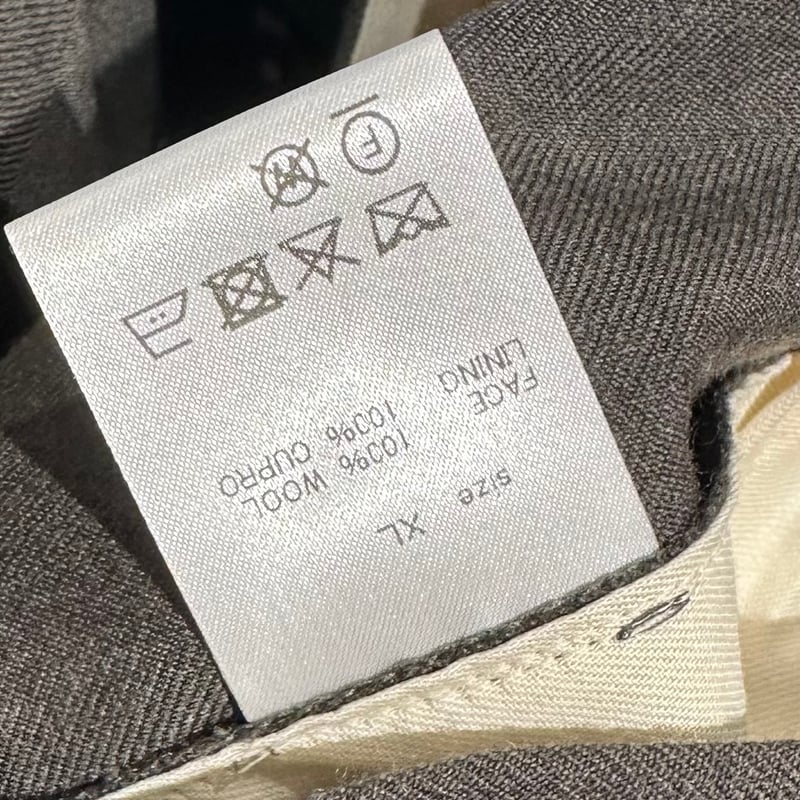 size XL
FACE 100% WOOL
LINING 100% CUPRO
F W